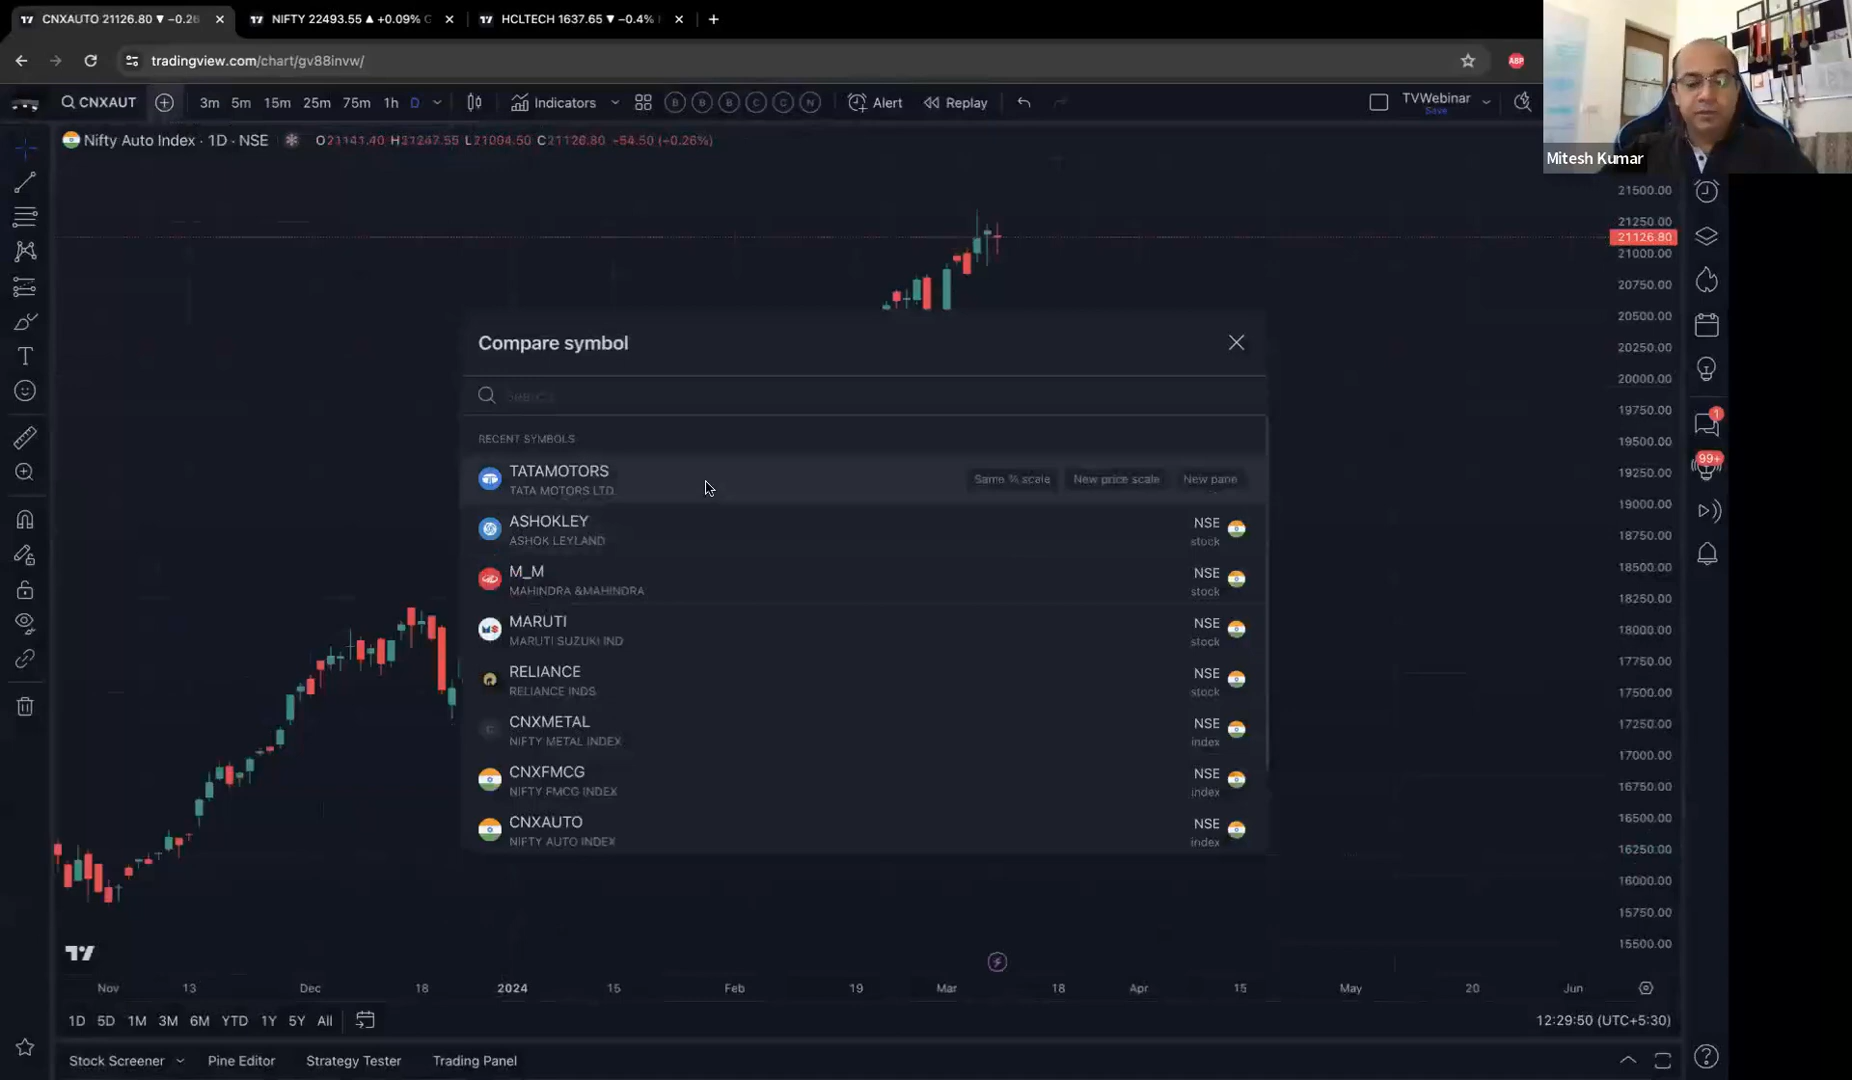 CNXAUTO 21126.80 ▼ −0.26
NIFTY 22493.55 ▲ +0.09%
HCLTECH 1637.65 ▼ −0.4%
tradingview.com/chart/gv88invw/
ABP
CNXAUT
3m 5m 15m 25m 75m 1h D
Indicators
B B B C C N
Alert
Replay
TVWebinar
Save
Mitesh Kumar
Nifty Auto Index · 1D · NSE
O21141.40 H21247.55 L21094.50 C21126.80 −54.50 (−0.26%)
21500.00
21250.00
21126.80
21000.00
20750.00
20500.00
20250.00
20000.00
19750.00
19500.00
19250.00
19000.00
18750.00
18500.00
18250.00
18000.00
17750.00
17500.00
17250.00
17000.00
16750.00
16500.00
16250.00
16000.00
15750.00
15500.00
1
99+
Compare symbol
Search
RECENT SYMBOLS
TATAMOTORS
TATA MOTORS LTD
Same % scale New price scale New pane
ASHOKLEY
ASHOK LEYLAND
NSE
stock
M_M
MAHINDRA &MAHINDRA
NSE
stock
MARUTI
MARUTI SUZUKI IND
NSE
stock
RELIANCE
RELIANCE INDS
NSE
stock
CNXMETAL
NIFTY METAL INDEX
NSE
index
CNXFMCG
NIFTY FMCG INDEX
NSE
index
CNXAUTO
NIFTY AUTO INDEX
NSE
index
Nov 13 Dec 18 2024 15 Feb 19 Mar 18 Apr 15 May 20 Jun
1D 5D 1M 3M 6M YTD 1Y 5Y All
12:29:50 (UTC+5:30)
Stock Screener Pine Editor Strategy Tester Trading Panel